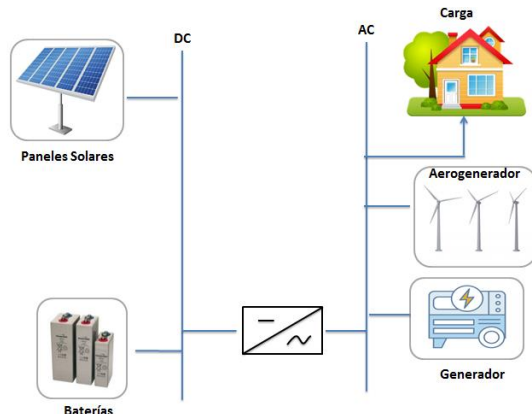 Carga
DC
AC
Paneles Solares
Aerogenerador
Generador
Baterías